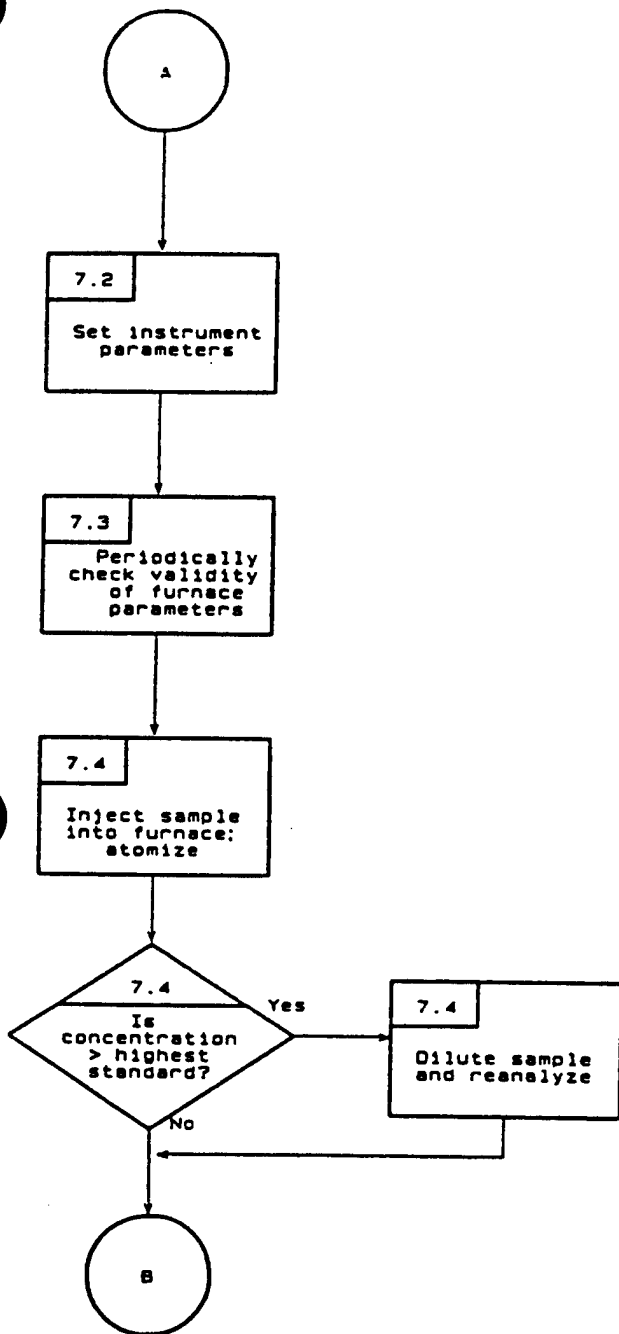 A
7.2
Set instrument
parameters
7.3
Periodically
check validity
of furnace
parameters
7.4
Inject sample
into furnace:
atomize
7.4
Is
concentration
> highest
standard?
Yes
7.4
Dilute sample
and reanalyze
No
B